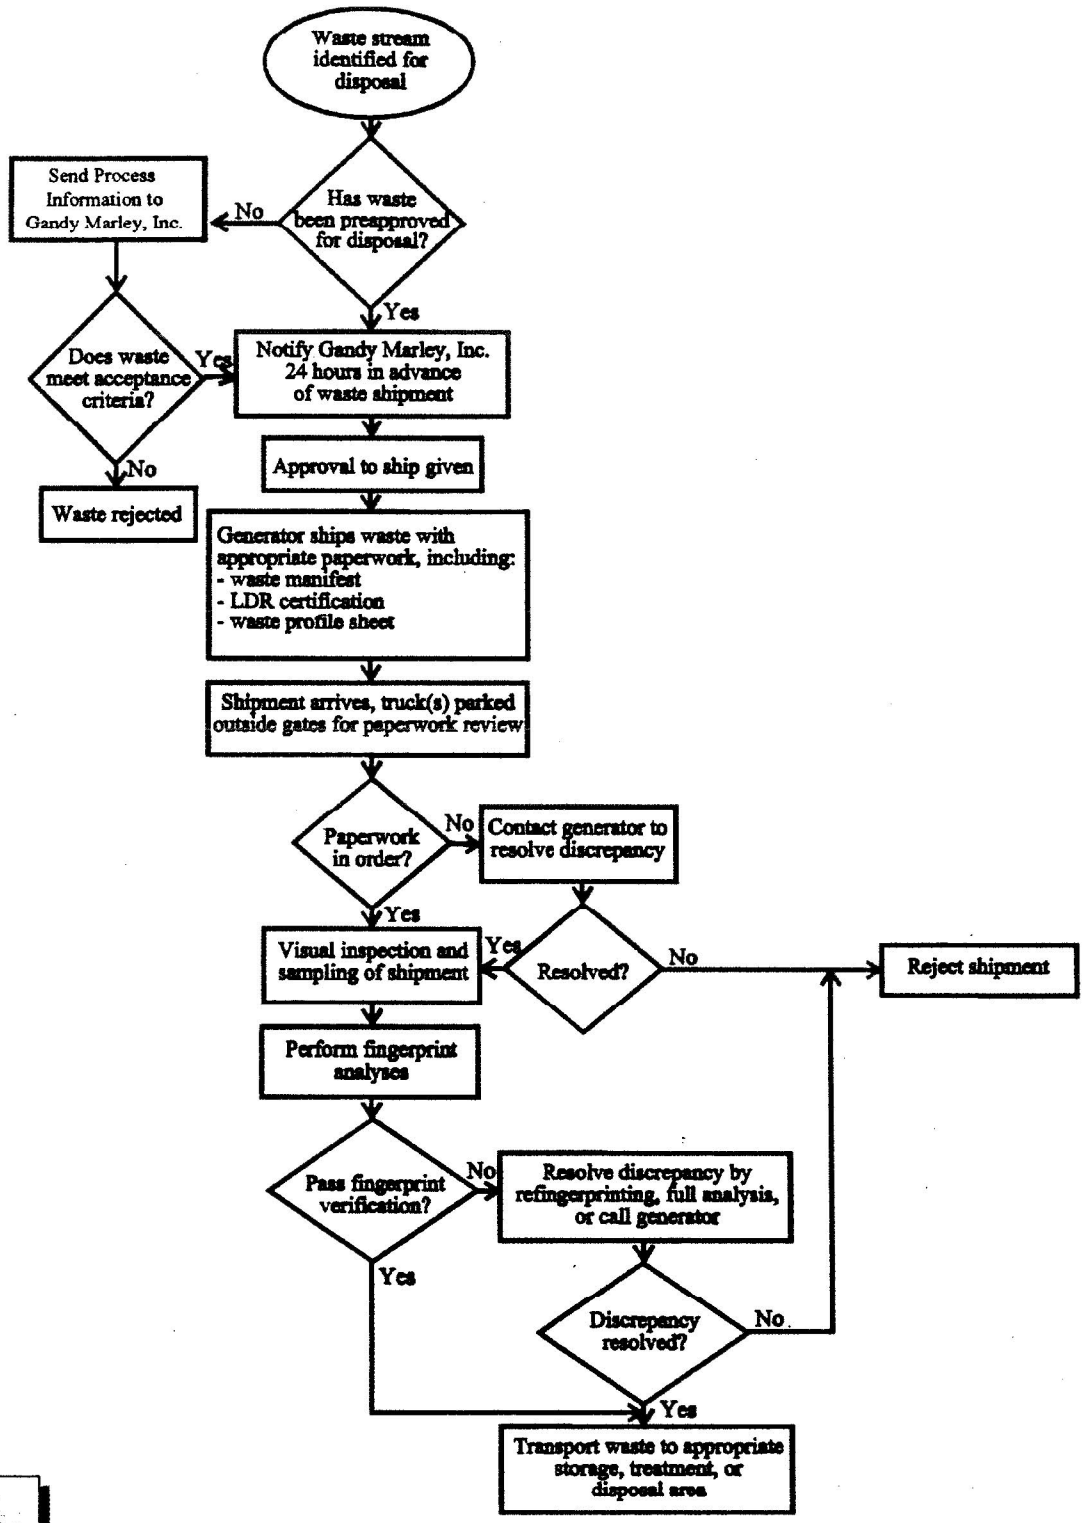 Waste stream
identified for
disposal
Has waste
been preapproved
for disposal?
No
Send Process
Information to
Gandy Marley, Inc.
Yes
Does waste
meet acceptance
criteria?
Yes
Notify Gandy Marley, Inc.
24 hours in advance
of waste shipment
No
Waste rejected
Approval to ship given
Generator ships waste with
appropriate paperwork, including:
- waste manifest
- LDR certification
- waste profile sheet
Shipment arrives, truck(s) parked
outside gates for paperwork review
Paperwork
in order?
No
Contact generator to
resolve discrepancy
Yes
Visual inspection and
sampling of shipment
Yes
Resolved?
No
Reject shipment
Perform fingerprint
analyses
Pass fingerprint
verification?
No
Resolve discrepancy by
refingerprinting, full analysis,
or call generator
Yes
Discrepancy
resolved?
No
Yes
Transport waste to appropriate
storage, treatment, or
disposal area